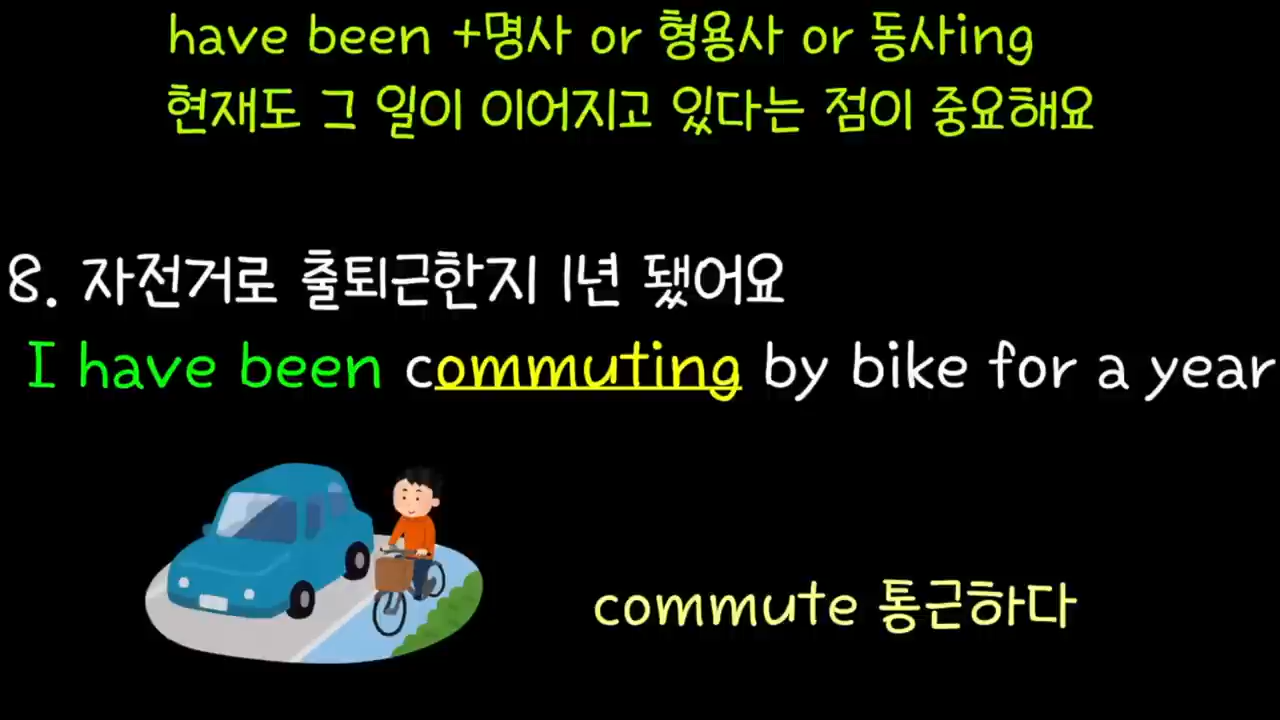 have been +명사 or 형용사 or 동사ing
현재도 그 일이 이어지고 있다는 점이 중요해요
8. 자전거로 출퇴근한지 1년 됐어요
I have been commuting by bike for a year
commute 통근하다